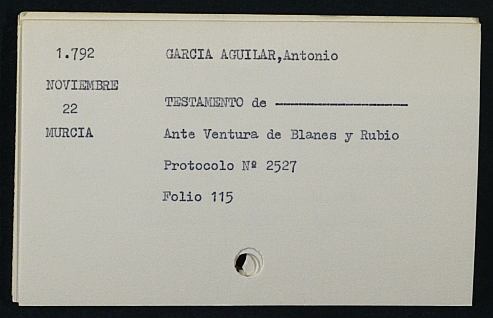 1.792 GARCIA AGUILAR,Antonio
NOVIEMBRE
22 TESTAMENTO de ----------------
MURCIA Ante Ventura de Blanes y Rubio
Protocolo Nº 2527
Folio 115